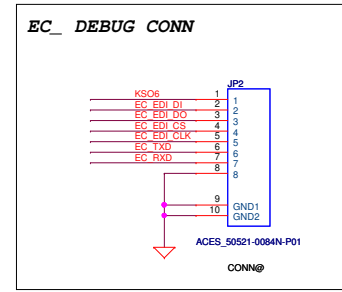 EC_ DEBUG CONN
JP2
KSO6 1 1
EC_EDI_DI 2 2
EC_EDI_DO 3 3
EC_EDI_CS 4 4
EC_EDI_CLK 5 5
EC_TXD 6 6
EC_RXD 7 7
8 8
9 GND1
10 GND2
ACES_50521-0084N-P01
CONN@